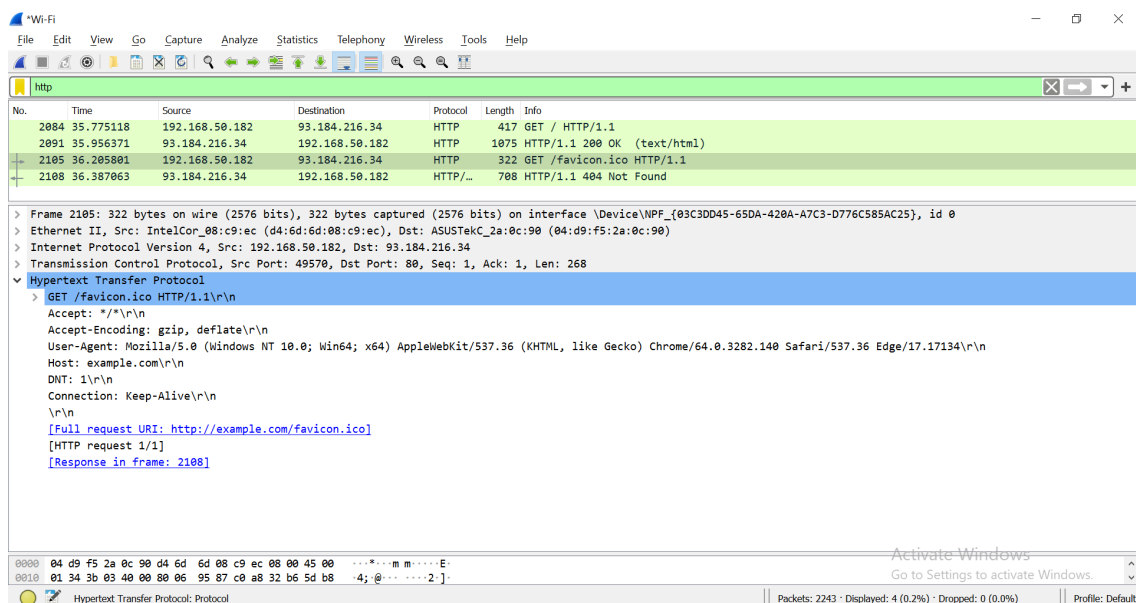 *Wi-Fi
File Edit View Go Capture Analyze Statistics Telephony Wireless Tools Help
http
No. Time Source Destination Protocol Length Info
2084 35.775118 192.168.50.182 93.184.216.34 HTTP 417 GET / HTTP/1.1
2091 35.956371 93.184.216.34 192.168.50.182 HTTP 1075 HTTP/1.1 200 OK (text/html)
2105 36.205801 192.168.50.182 93.184.216.34 HTTP 322 GET /favicon.ico HTTP/1.1
2108 36.387063 93.184.216.34 192.168.50.182 HTTP/… 708 HTTP/1.1 404 Not Found
Frame 2105: 322 bytes on wire (2576 bits), 322 bytes captured (2576 bits) on interface \Device\NPF_{03C3DD45-65DA-420A-A7C3-D776C585AC25}, id 0
Ethernet II, Src: IntelCor_08:c9:ec (d4:6d:6d:08:c9:ec), Dst: ASUSTekC_2a:0c:90 (04:d9:f5:2a:0c:90)
Internet Protocol Version 4, Src: 192.168.50.182, Dst: 93.184.216.34
Transmission Control Protocol, Src Port: 49570, Dst Port: 80, Seq: 1, Ack: 1, Len: 268
Hypertext Transfer Protocol
GET /favicon.ico HTTP/1.1\r\n
Accept: */*\r\n
Accept-Encoding: gzip, deflate\r\n
User-Agent: Mozilla/5.0 (Windows NT 10.0; Win64; x64) AppleWebKit/537.36 (KHTML, like Gecko) Chrome/64.0.3282.140 Safari/537.36 Edge/17.17134\r\n
Host: example.com\r\n
DNT: 1\r\n
Connection: Keep-Alive\r\n
\r\n
[Full request URI: http://example.com/favicon.ico]
[HTTP request 1/1]
[Response in frame: 2108]
0000 04 d9 f5 2a 0c 90 d4 6d 6d 08 c9 ec 08 00 45 00 ···*···m m·····E·
0010 01 34 3b 03 40 00 80 06 95 87 c0 a8 32 b6 5d b8 ·4;·@··· ····2·]·
Activate Windows
Go to Settings to activate Windows.
Hypertext Transfer Protocol: Protocol Packets: 2243 · Displayed: 4 (0.2%) · Dropped: 0 (0.0%) Profile: Default